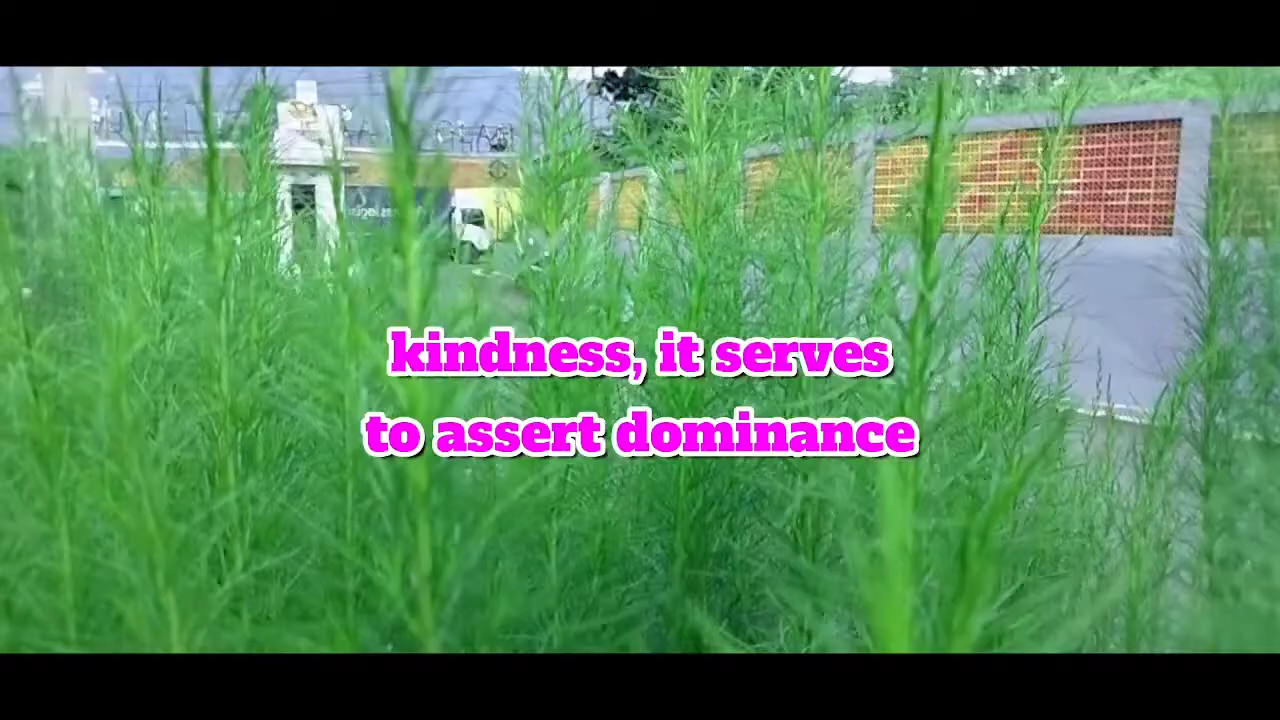 kindness, it serves
to assert dominance